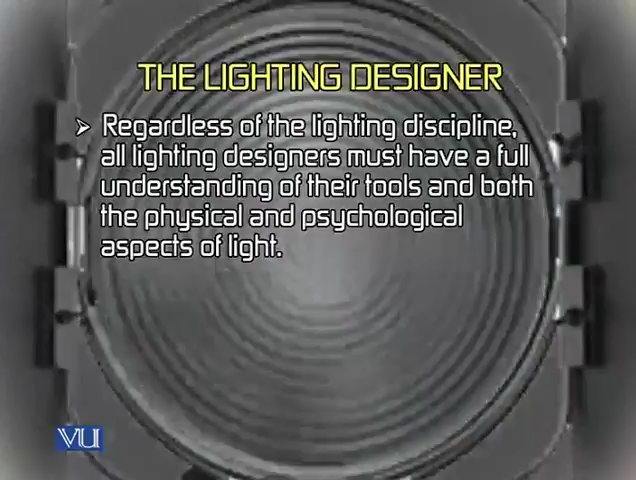 THE LIGHTING DESIGNER
➢ Regardless of the lighting discipline,
all lighting designers must have a full
understanding of their tools and both
the physical and psychological
aspects of light.
VU